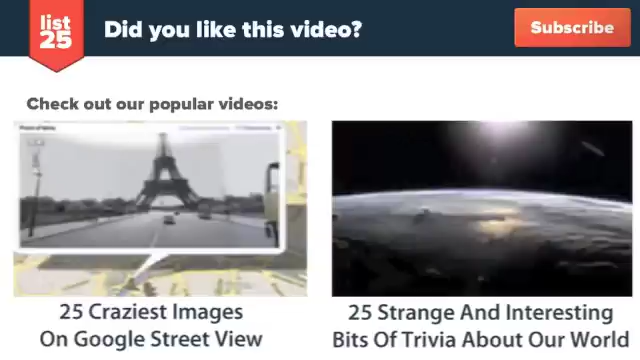 list
25
Did you like this video?
Subscribe
Check out our popular videos:
25 Craziest Images
On Google Street View
25 Strange And Interesting
Bits Of Trivia About Our World